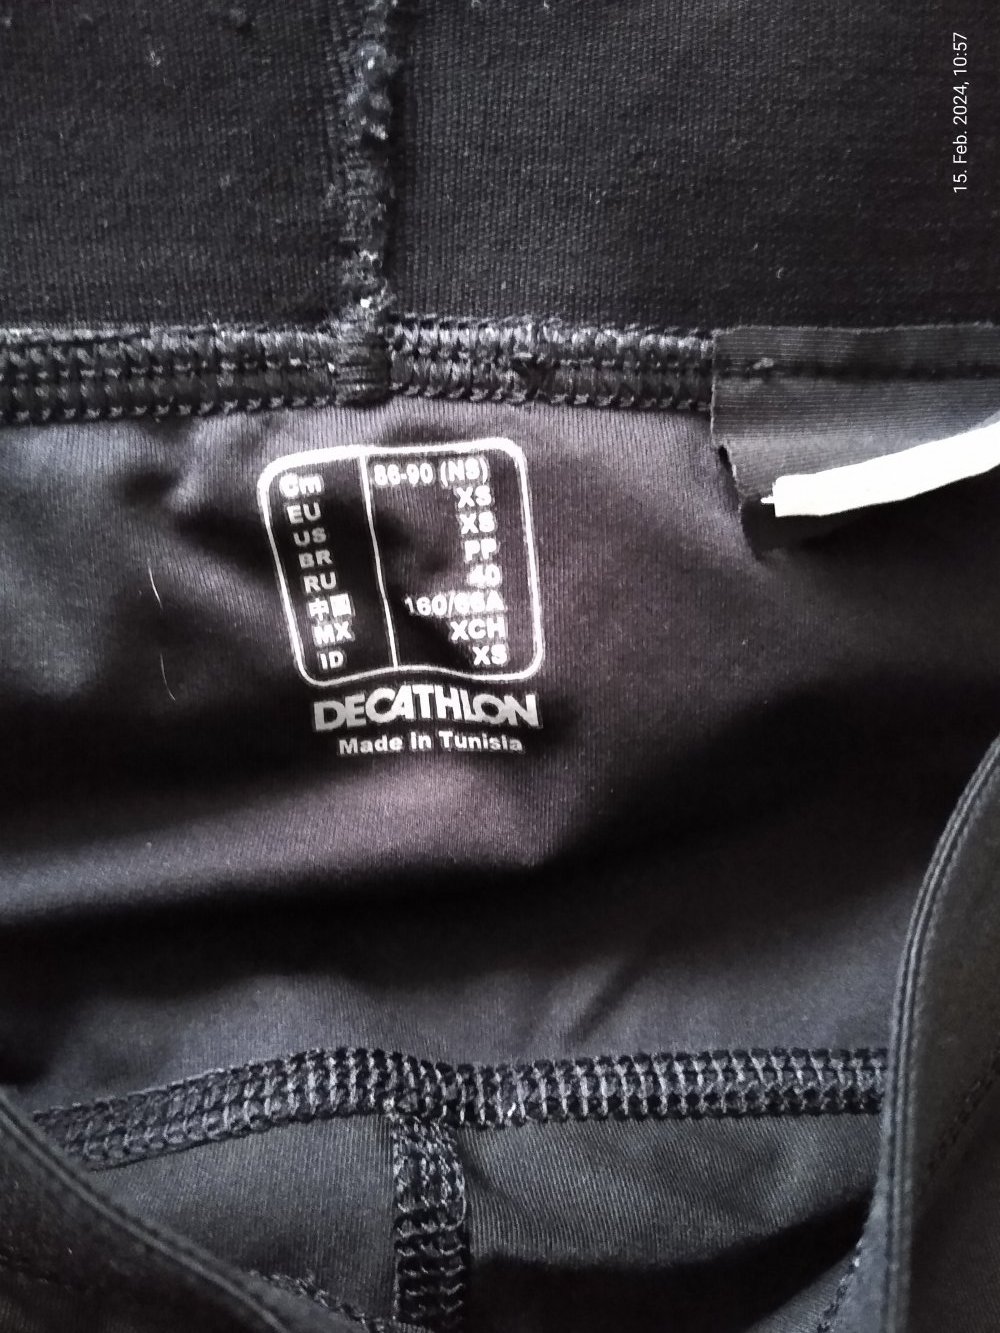 15. Feb. 2024, 10:57
Cm 86-90 (NS)
EU XS
US XS
BR PP
RU 40
中国 160/66A
MX XCH
ID XS
DECATHLON
Made in Tunisia